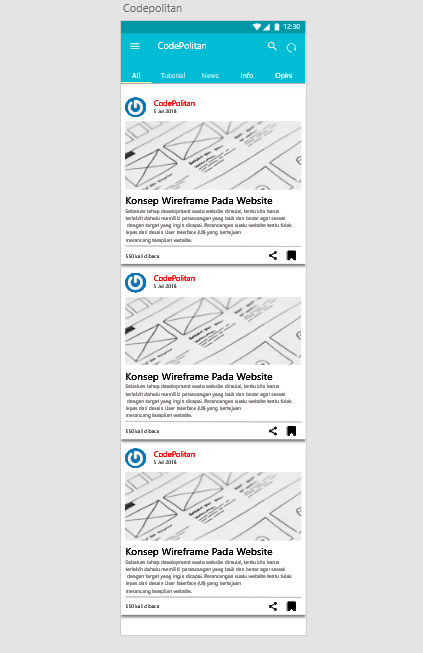 Codepolitan
12:30
CodePolitan
All Tutorial News Info Opini
CodePolitan
5 Jul 2018
Konsep Wireframe Pada Website
Sebelum tahap development suatu website dimulai, tentu kita harus
terlebih dahulu memiliki perancangan yang baik dan benar agar sesuai
dengan target yang ingin dicapai. Perancangan suatu website tentu tidak
lepas dari desain User Interface (UI) yang bertujuan
merancang tampilan website.
550 kali dibaca
CodePolitan
5 Jul 2018
Konsep Wireframe Pada Website
Sebelum tahap development suatu website dimulai, tentu kita harus
terlebih dahulu memiliki perancangan yang baik dan benar agar sesuai
dengan target yang ingin dicapai. Perancangan suatu website tentu tidak
lepas dari desain User Interface (UI) yang bertujuan
merancang tampilan website.
550 kali dibaca
CodePolitan
5 Jul 2018
Konsep Wireframe Pada Website
Sebelum tahap development suatu website dimulai, tentu kita harus
terlebih dahulu memiliki perancangan yang baik dan benar agar sesuai
dengan target yang ingin dicapai. Perancangan suatu website tentu tidak
lepas dari desain User Interface (UI) yang bertujuan
merancang tampilan website.
550 kali dibaca